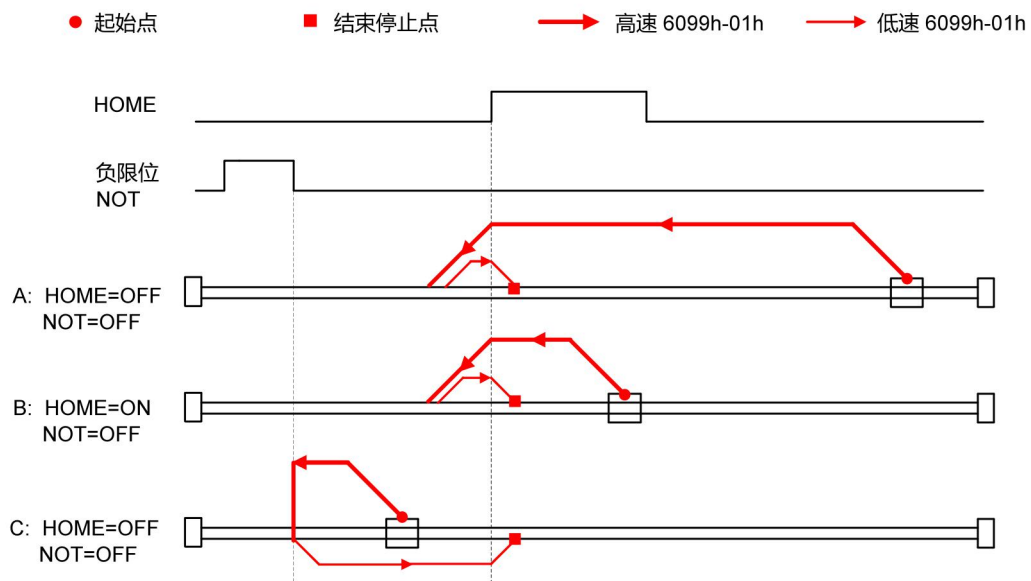 起始点 结束停止点 高速 6099h-01h 低速 6099h-01h
HOME
负限位
NOT
A: HOME=OFF
NOT=OFF
B: HOME=ON
NOT=OFF
C: HOME=OFF
NOT=OFF